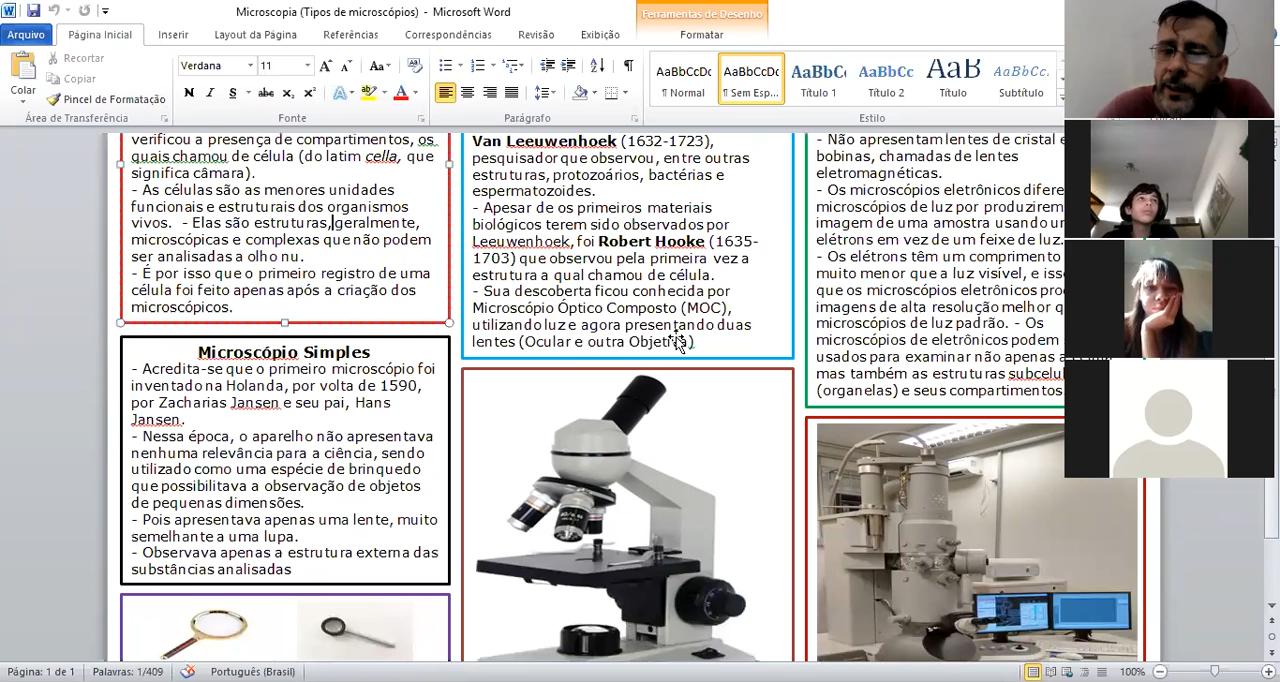 Microscopia (Tipos de microscópios) - Microsoft Word
Ferramentas de Desenho
Arquivo
Página Inicial
Inserir
Layout da Página
Referências
Correspondências
Revisão
Exibição
Formatar
Colar
Recortar
Copiar
Pincel de Formatação
Área de Transferência
Verdana
11
Fonte
Parágrafo
AaBbCcDc
¶ Normal
AaBbCcDc
¶ Sem Esp...
AaBbC
Título 1
AaBbCc
Título 2
AaB
Título
AaBbCc.
Subtítulo
Estilo
verificou a presença de compartimentos, os
quais chamou de célula (do latim cella, que
significa câmara).
- As células são as menores unidades
funcionais e estruturais dos organismos
vivos. - Elas são estruturas, geralmente,
microscópicas e complexas que não podem
ser analisadas a olho nu.
- É por isso que o primeiro registro de uma
célula foi feito apenas após a criação dos
microscópicos.
Microscópio Simples
- Acredita-se que o primeiro microscópio foi
inventado na Holanda, por volta de 1590,
por Zacharias Jansen e seu pai, Hans
Jansen.
- Nessa época, o aparelho não apresentava
nenhuma relevância para a ciência, sendo
utilizado como uma espécie de brinquedo
que possibilitava a observação de objetos
de pequenas dimensões.
- Pois apresentava apenas uma lente, muito
semelhante a uma lupa.
- Observava apenas a estrutura externa das
substâncias analisadas
Van Leeuwenhoek (1632-1723),
pesquisador que observou, entre outras
estruturas, protozoários, bactérias e
espermatozoides.
- Apesar de os primeiros materiais
biológicos terem sido observados por
Leeuwenhoek, foi Robert Hooke (1635-
1703) que observou pela primeira vez a
estrutura a qual chamou de célula.
- Sua descoberta ficou conhecida por
Microscópio Óptico Composto (MOC),
utilizando luz e agora presentando duas
lentes (Ocular e outra Objetiva)
- Não apresentam lentes de cristal e
bobinas, chamadas de lentes
eletromagnéticas.
- Os microscópios eletrônicos difere
microscópios de luz por produzirem
imagem de uma amostra usando u
elétrons em vez de um feixe de luz.
- Os elétrons têm um comprimento
muito menor que a luz visível, e iss
que os microscópios eletrônicos pro
imagens de alta resolução melhor q
microscópios de luz padrão. - Os
microscópios de eletrônicos podem
usados para examinar não apenas a
mas também as estruturas subcelul
(organelas) e seus compartimentos
Página: 1 de 1
Palavras: 1/409
Português (Brasil)
100%